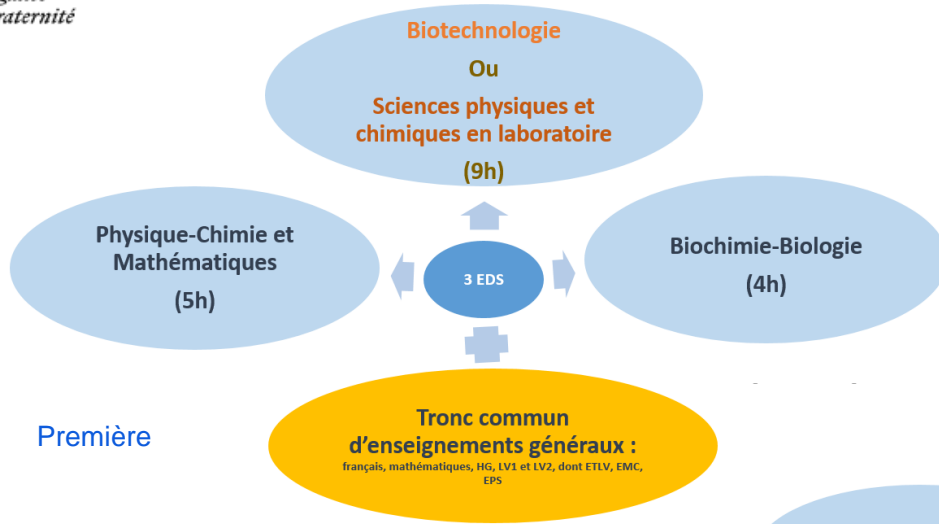 Fraternité
Biotechnologie
Ou
Sciences physiques et
chimiques en laboratoire
(9h)
Physique-Chimie et
Mathématiques
(5h)
Biochimie-Biologie
(4h)
3 EDS
Première
Tronc commun
d’enseignements généraux :
français, mathématiques, HG, LV1 et LV2, dont ETLV, EMC,
EPS